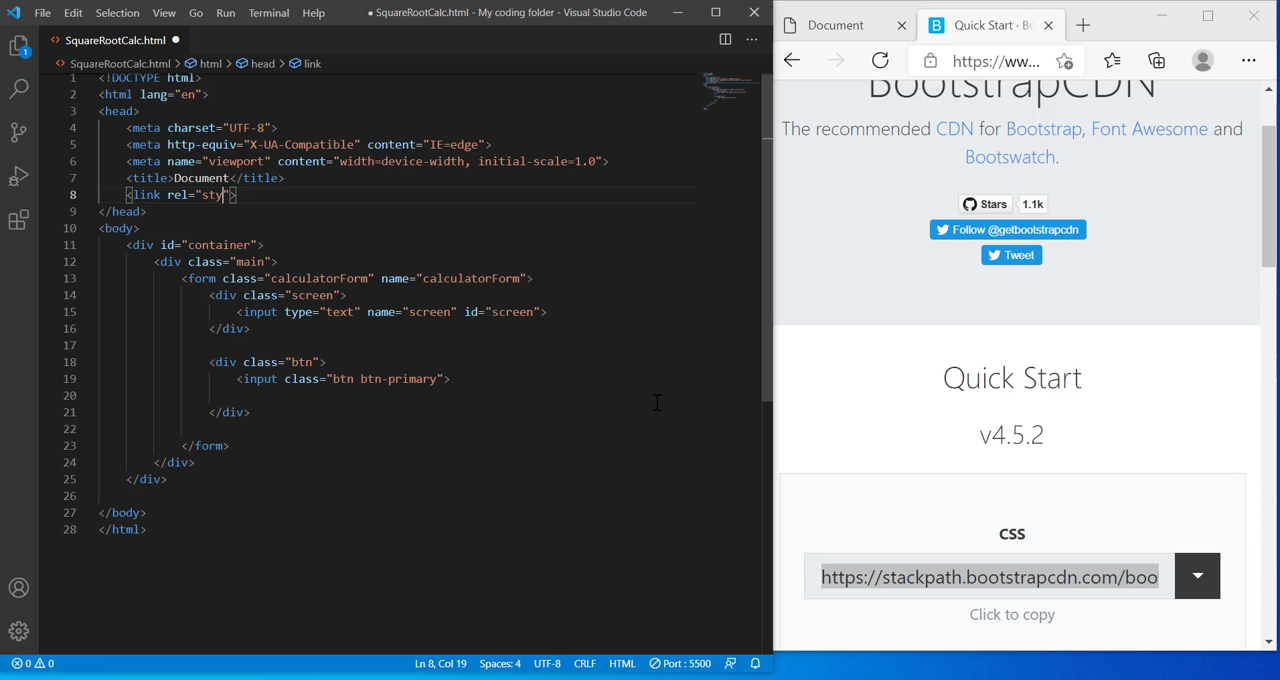 File Edit Selection View Go Run Terminal Help ● SquareRootCalc.html - My coding folder - Visual Studio Code
SquareRootCalc.html ●
SquareRootCalc.html > html > head > link
1 <!DOCTYPE html>
2 <html lang="en">
3 <head>
4 <meta charset="UTF-8">
5 <meta http-equiv="X-UA-Compatible" content="IE=edge">
6 <meta name="viewport" content="width=device-width, initial-scale=1.0">
7 <title>Document</title>
8 <link rel="sty">
9 </head>
10 <body>
11 <div id="container">
12 <div class="main">
13 <form class="calculatorForm" name="calculatorForm">
14 <div class="screen">
15 <input type="text" name="screen" id="screen">
16 </div>
17
18 <div class="btn">
19 <input class="btn btn-primary">
20
21 </div>
22
23 </form>
24 </div>
25 </div>
26
27 </body>
28 </html>
1
0 0 Ln 8, Col 19 Spaces: 4 UTF-8 CRLF HTML Port : 5500
Document Quick Start · Bo
https://ww...
BootstrapCDN
The recommended CDN for Bootstrap, Font Awesome and
Bootswatch.
Stars 1.1k
Follow @getbootstrapcdn
Tweet
Quick Start
v4.5.2
CSS
https://stackpath.bootstrapcdn.com/boo
Click to copy